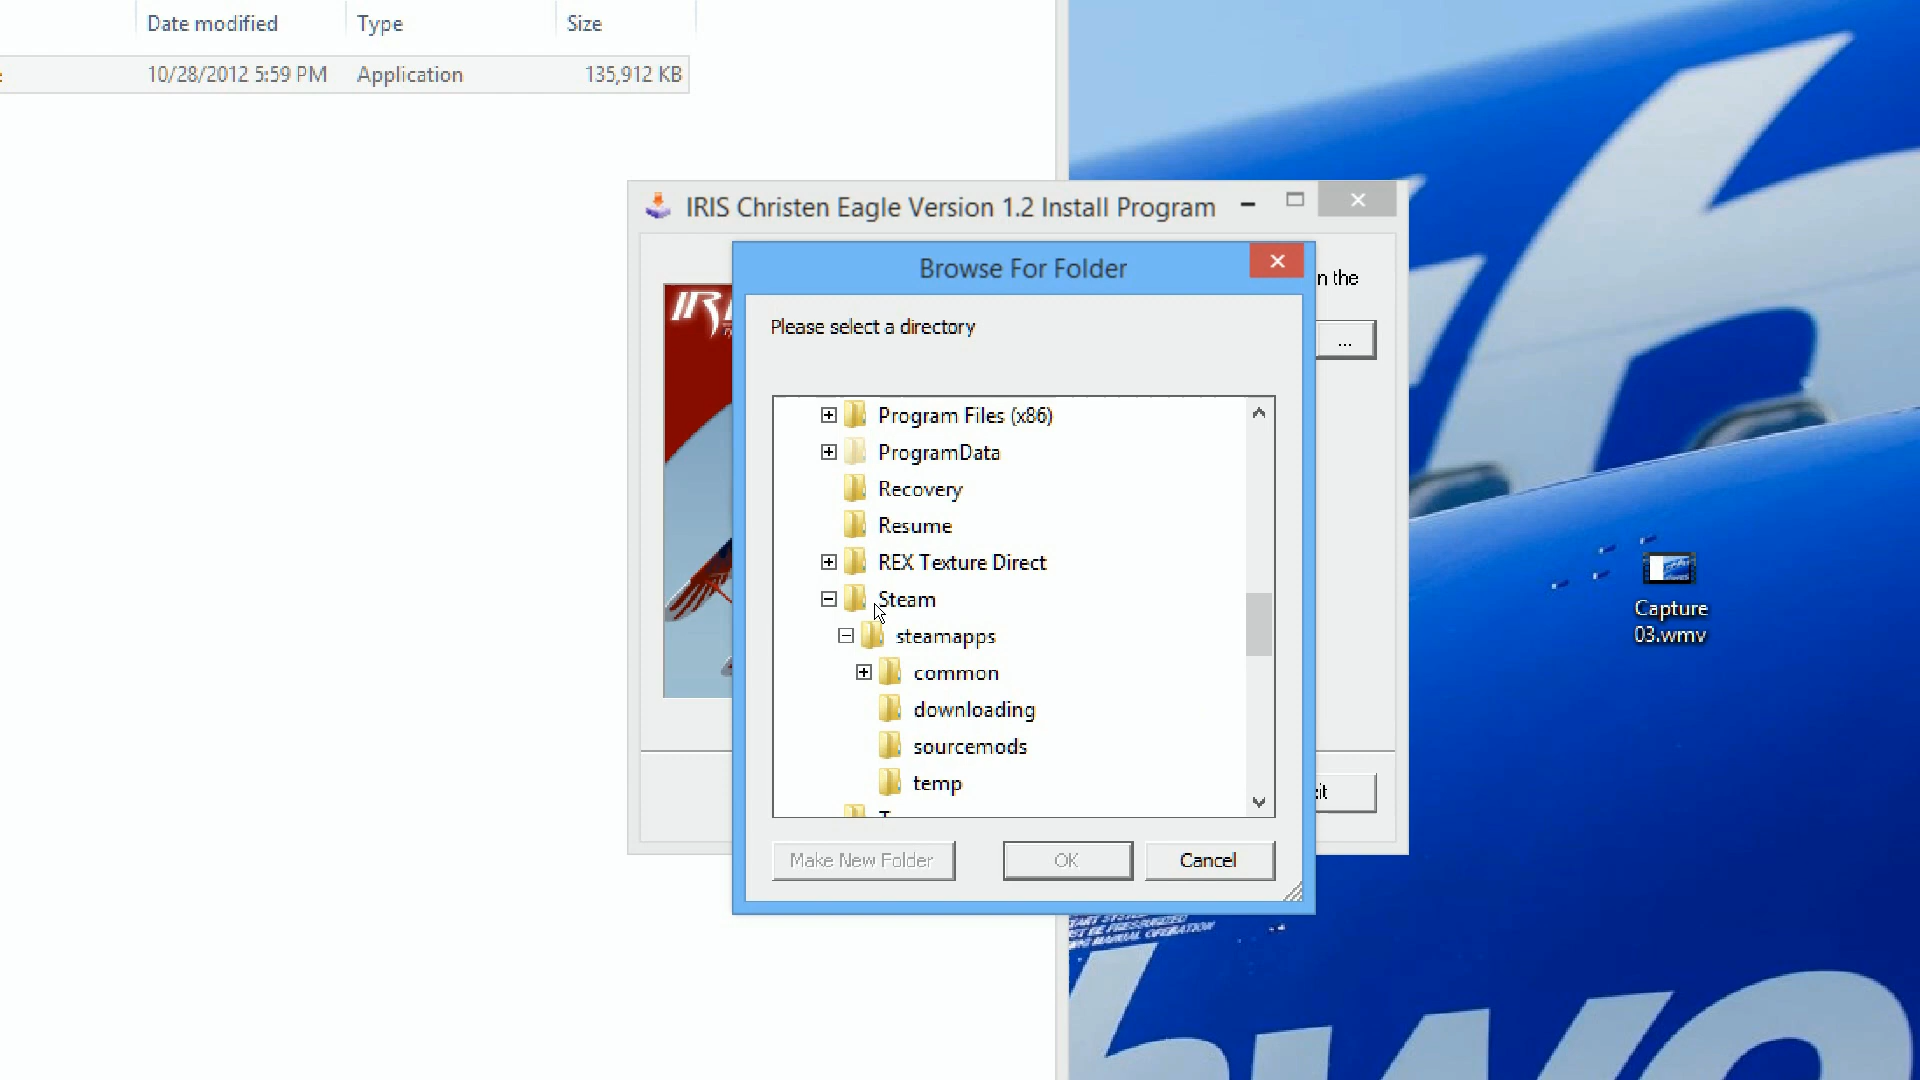 Date modified
Type
Size
10/28/2012 5:59 PM
Application
135,912 KB
IRIS Christen Eagle Version 1.2 Install Program
Browse For Folder
n the
Please select a directory
...
Program Files (x86)
ProgramData
Recovery
Resume
REX Texture Direct
Steam
steamapps
common
downloading
sourcemods
temp
Capture
03.wmv
Make New Folder
OK
Cancel
MANUAL OPERATION